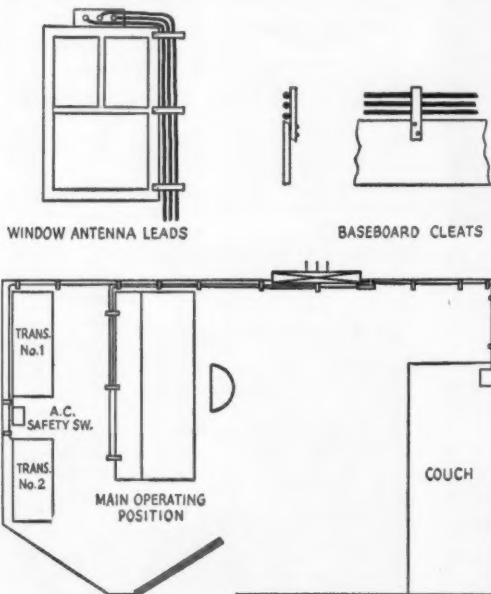 WINDOW ANTENNA LEADS
BASEBOARD CLEATS
TRANS.
No.1
A.C.
SAFETY SW.
TRANS.
No.2
MAIN OPERATING
POSITION
COUCH